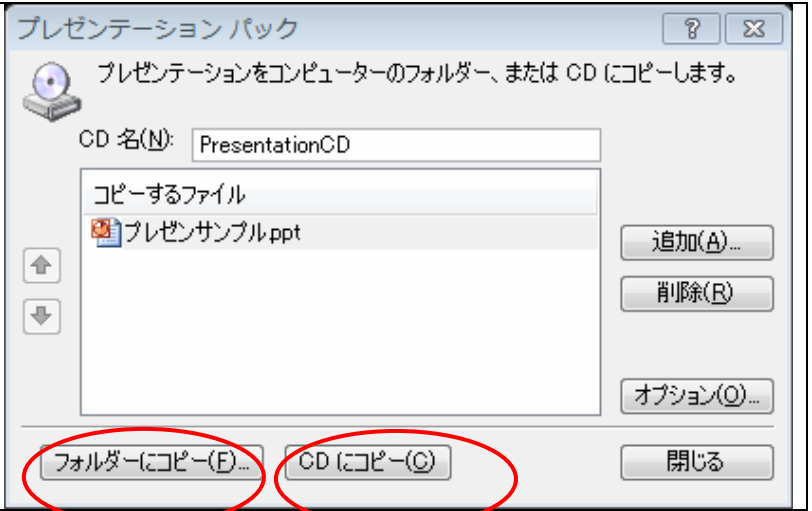 プレゼンテーション パック
プレゼンテーションをコンピューターのフォルダー、または CD にコピーします。
CD 名(N): PresentationCD
コピーするファイル
プレゼンサンプル.ppt
追加(A)...
削除(R)
オプション(O)...
フォルダーにコピー(F)... CD にコピー(C) 閉じる